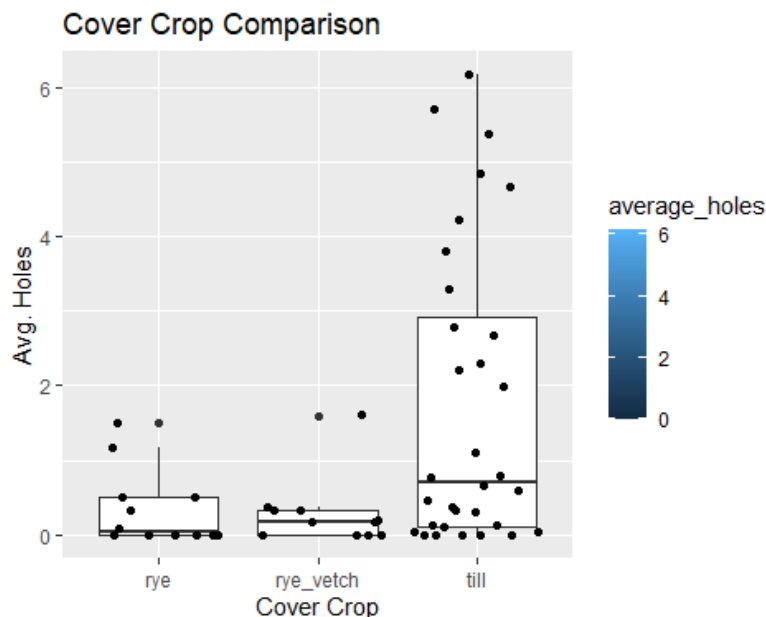 Cover Crop Comparison
Avg. Holes
6
4
2
0
rye
rye_vetch
till
Cover Crop
average_holes
6
4
2
0